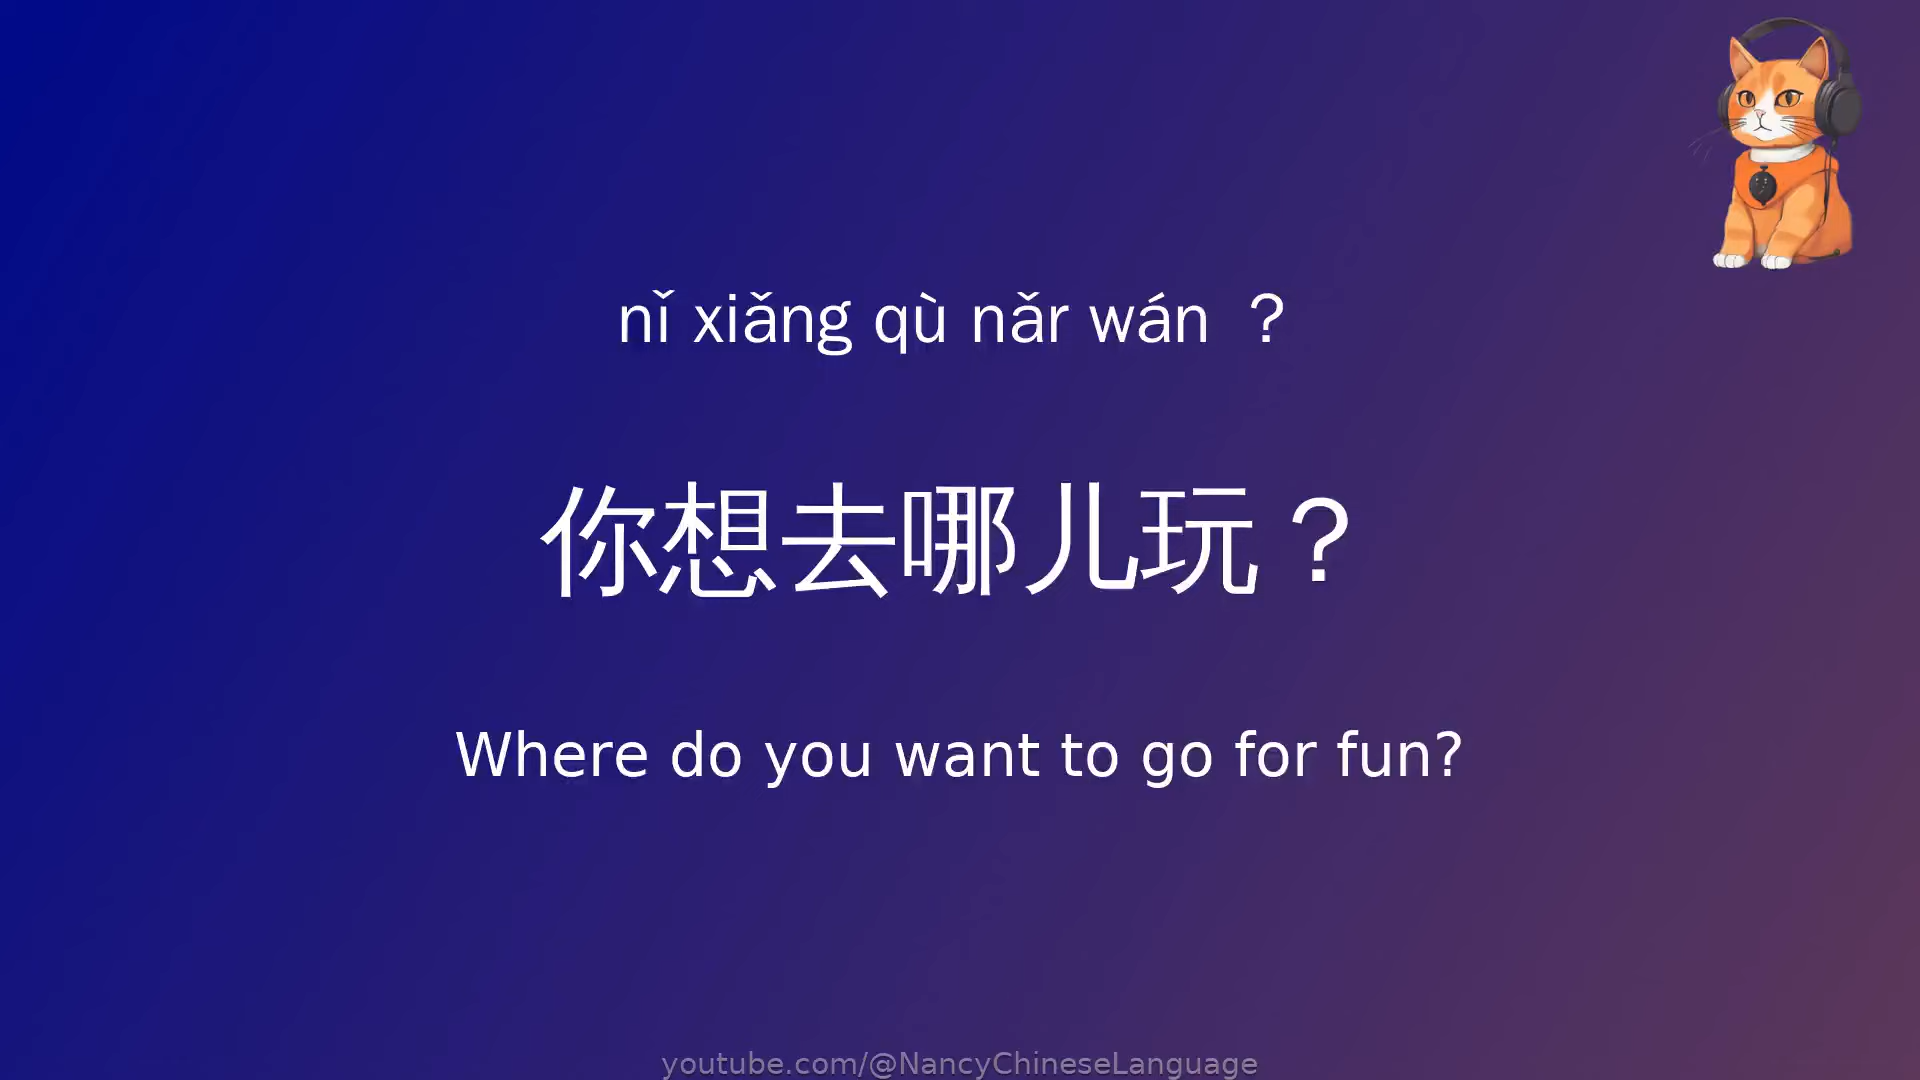 nǐ xiǎng qù nǎr wán ？
你想去哪儿玩？
Where do you want to go for fun?
youtube.com/@NancyChineseLanguage